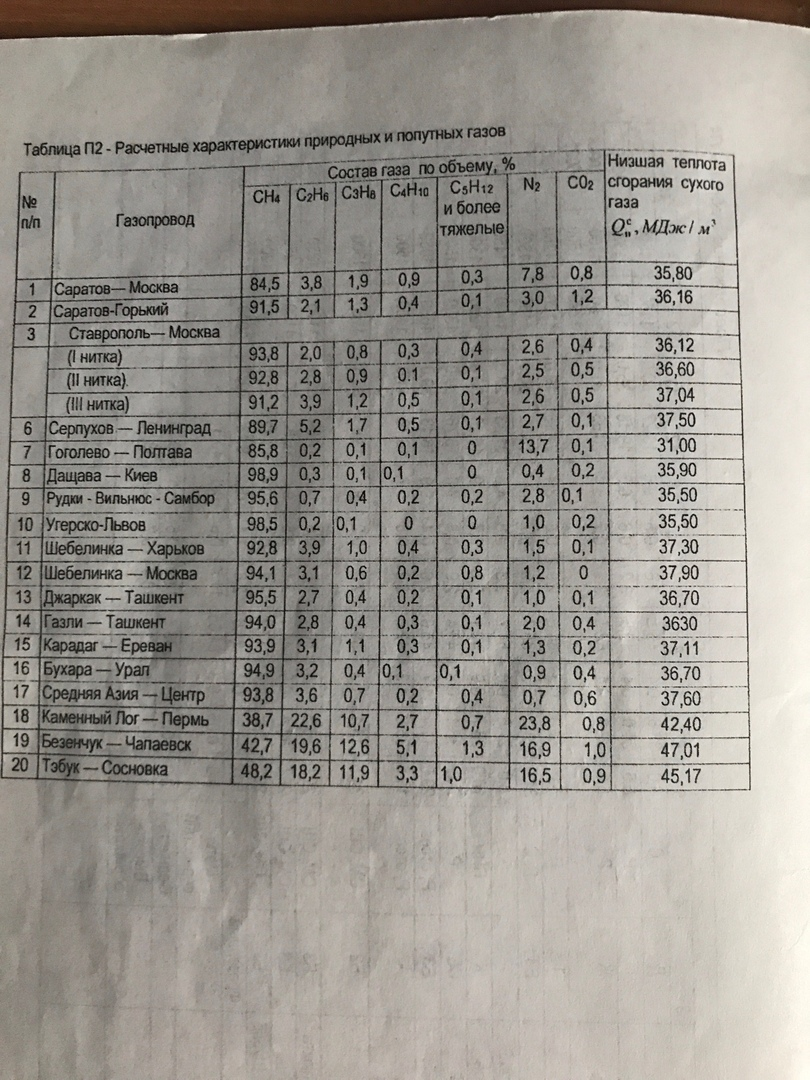 Таблица П2 - Расчетные характеристики природных и попутных газов
№ п/п Газопровод Состав газа по объему, % Низшая теплота сгорания сухого газа Qнс, МДж / м³
CH₄ C₂H₆ C₃H₈ C₄H₁₀ C₅H₁₂ и более тяжелые N₂ CO₂
1 Саратов— Москва 84,5 3,8 1,9 0,9 0,3 7,8 0,8 35,80
2 Саратов-Горький 91,5 2,1 1,3 0,4 0,1 3,0 1,2 36,16
3 Ставрополь— Москва
(I нитка) 93,8 2,0 0,8 0,3 0,4 2,6 0,4 36,12
(II нитка). 92,8 2,8 0,9 0.1 0,1 2,5 0,5 36,60
(III нитка) 91,2 3,9 1,2 0,5 0,1 2,6 0,5 37,04
6 Серпухов — Ленинград 89,7 5,2 1,7 0,5 0,1 2,7 0,1 37,50
7 Гоголево — Полтава 85,8 0,2 0,1 0,1 0 13,7 0,1 31,00
8 Дащава — Киев 98,9 0,3 0,1 0,1 0 0,4 0,2 35,90
9 Рудки - Вильнюс - Самбор 95,6 0,7 0,4 0,2 0,2 2,8 0,1 35,50
10 Угерско-Львов 98,5 0,2 0,1 0 0 1,0 0,2 35,50
11 Шебелинка — Харьков 92,8 3,9 1,0 0,4 0,3 1,5 0,1 37,30
12 Шебелинка — Москва 94,1 3,1 0,6 0,2 0,8 1,2 0 37,90
13 Джаркак — Ташкент 95,5 2,7 0,4 0,2 0,1 1,0 0,1 36,70
14 Газли — Ташкент 94,0 2,8 0,4 0,3 0,1 2,0 0,4 3630
15 Карадаг — Ереван 93,9 3,1 1,1 0,3 0,1 1,3 0,2 37,11
16 Бухара — Урал 94,9 3,2 0,4 0,1 0,1 0,9 0,4 36,70
17 Средняя Азия — Центр 93,8 3,6 0,7 0,2 0,4 0,7 0,6 37,60
18 Каменный Лог — Пермь 38,7 22,6 10,7 2,7 0,7 23,8 0,8 42,40
19 Безенчук — Чапаевск 42,7 19,6 12,6 5,1 1,3 16,9 1,0 47,01
20 Тэбук — Сосновка 48,2 18,2 11,9 3,3 1,0 16,5 0,9 45,17